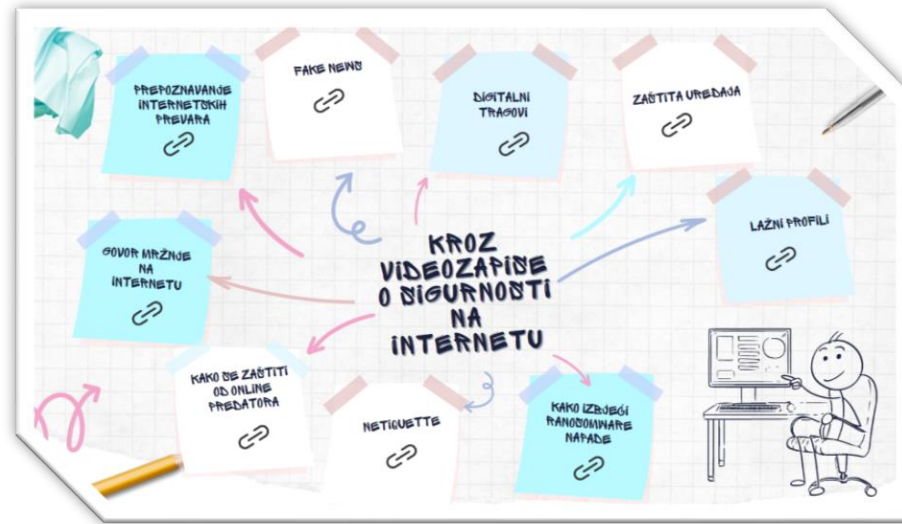 PREPOZNAVANJE
INTERNETSKIH
PREVARA
FAKE NEWS
DIGITALNI
TRAGOVI
ZAŠTITA UREĐAJA
LAŽNI PROFILI
GOVOR MRŽNJE
NA
INTERNETU
KROZ
VIDEOZAPISE
O SIGURNOSTI
NA
INTERNETU
KAKO SE ZAŠTITI
OD ONLINE
PREDATORA
NETIQUETTE
KAKO IZBJEĆI
RANOSOMWARE
NAPADE